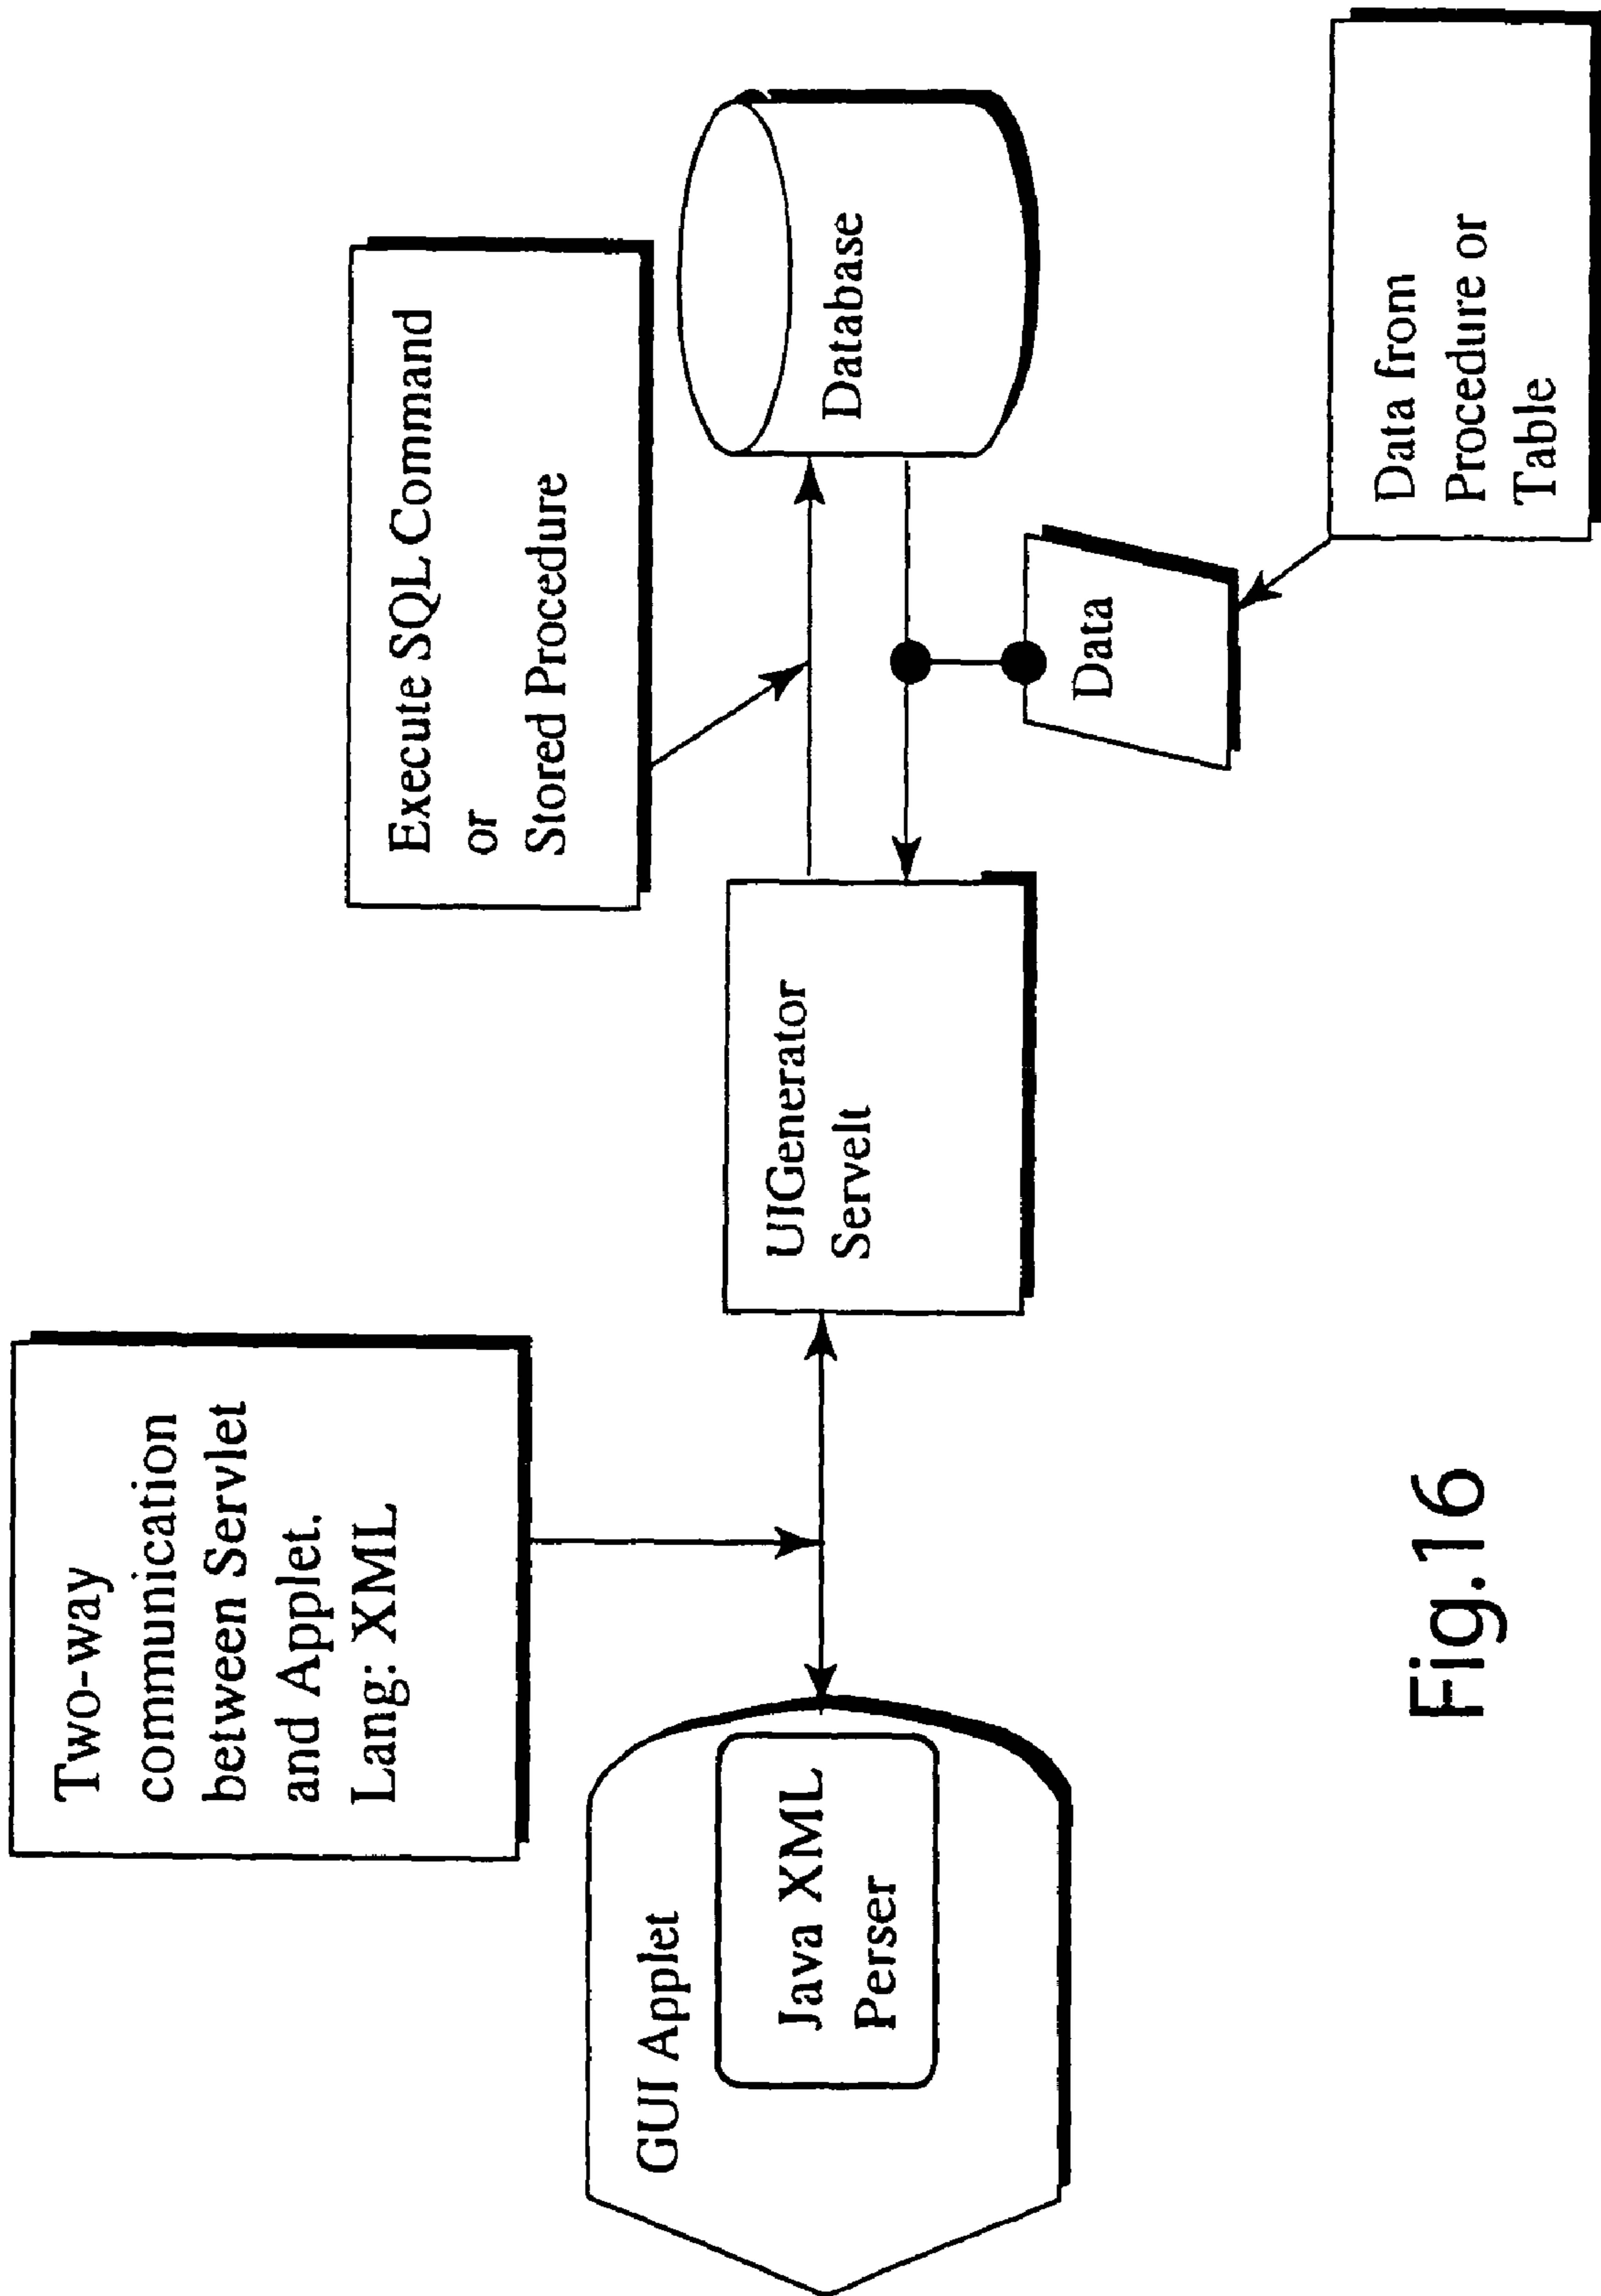 Two-way
communication
between Servlet
and Applet.
Lang: XML
Execute SQL Command
or
Stored Procedure
GUI Applet
Java XML
Perser
UIGenerator
Servelt
Database
Data
Data from
Procedure or
Table
Fig.16